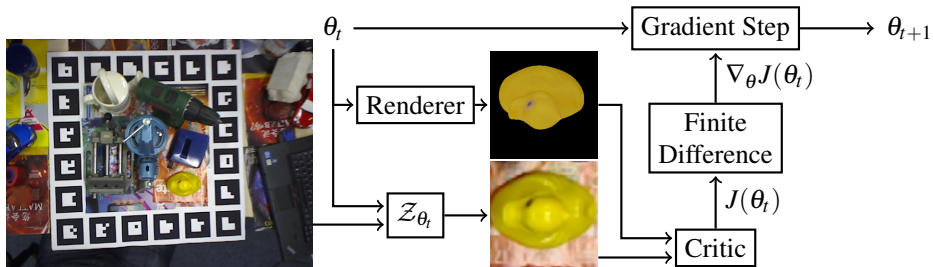 θ_t
Gradient Step
θ_{t+1}
∇_θ J(θ_t)
Renderer
Finite
Difference
J(θ_t)
𝒵_{θ_t}
Critic